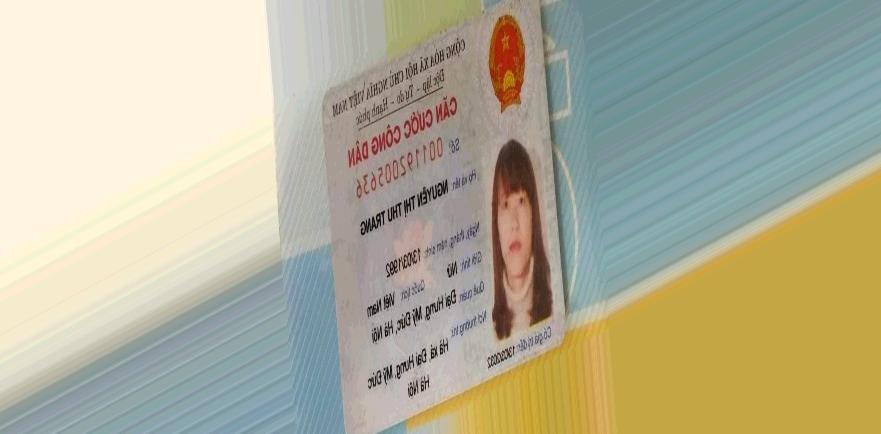 CỘNG HÒA XÃ HỘI CHỦ NGHĨA VIỆT NAM
Độc lập - Tự do - Hạnh phúc
CĂN CƯỚC CÔNG DÂN
Số: 001192005636
Họ và tên: NGUYỄN THỊ THU TRANG
Ngày, tháng, năm sinh: 13/03/1992
Giới tính: Nữ Quốc tịch: Việt Nam
Quê quán: Đại Hưng, Mỹ Đức, Hà Nội
Nơi thường trú:
Hà xá Đại Hưng, Mỹ Đức
Hà Nội
Có giá trị đến: 13/03/2032